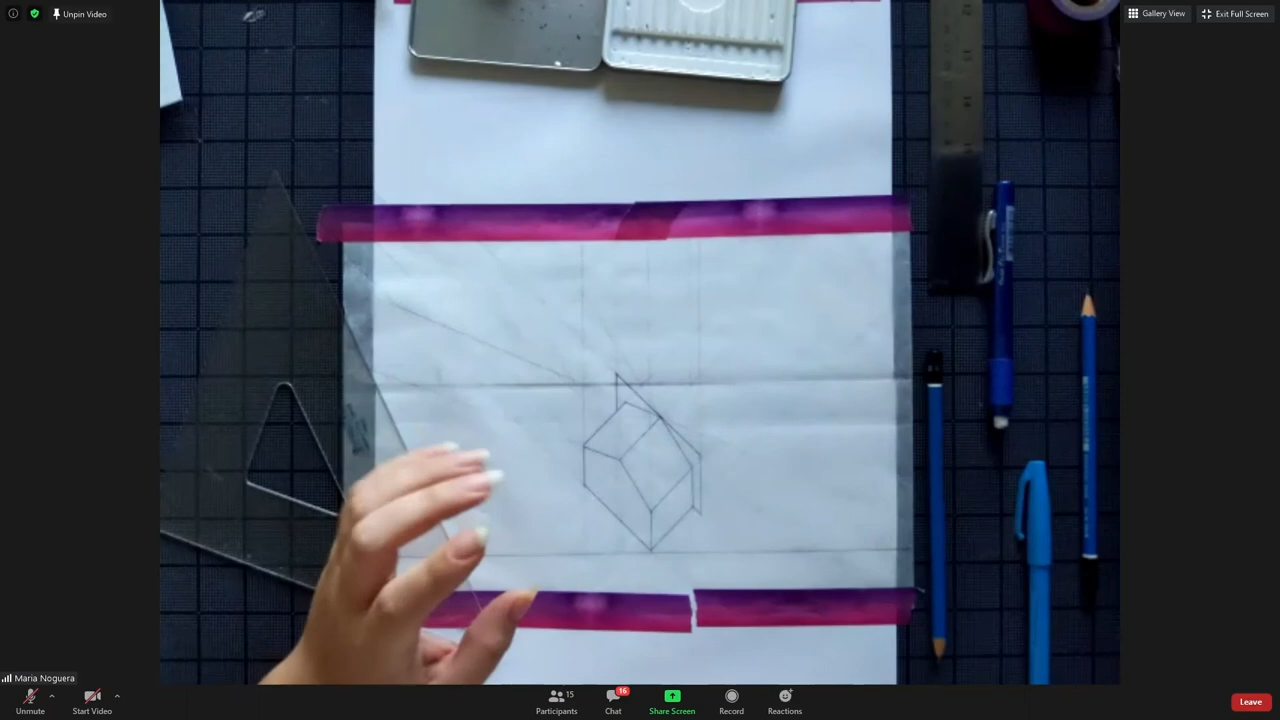 Unpin Video
Gallery View
Exit Full Screen
Maria Noguera
Unmute
Start Video
15
Participants
16
Chat
Share Screen
Record
Reactions
Leave